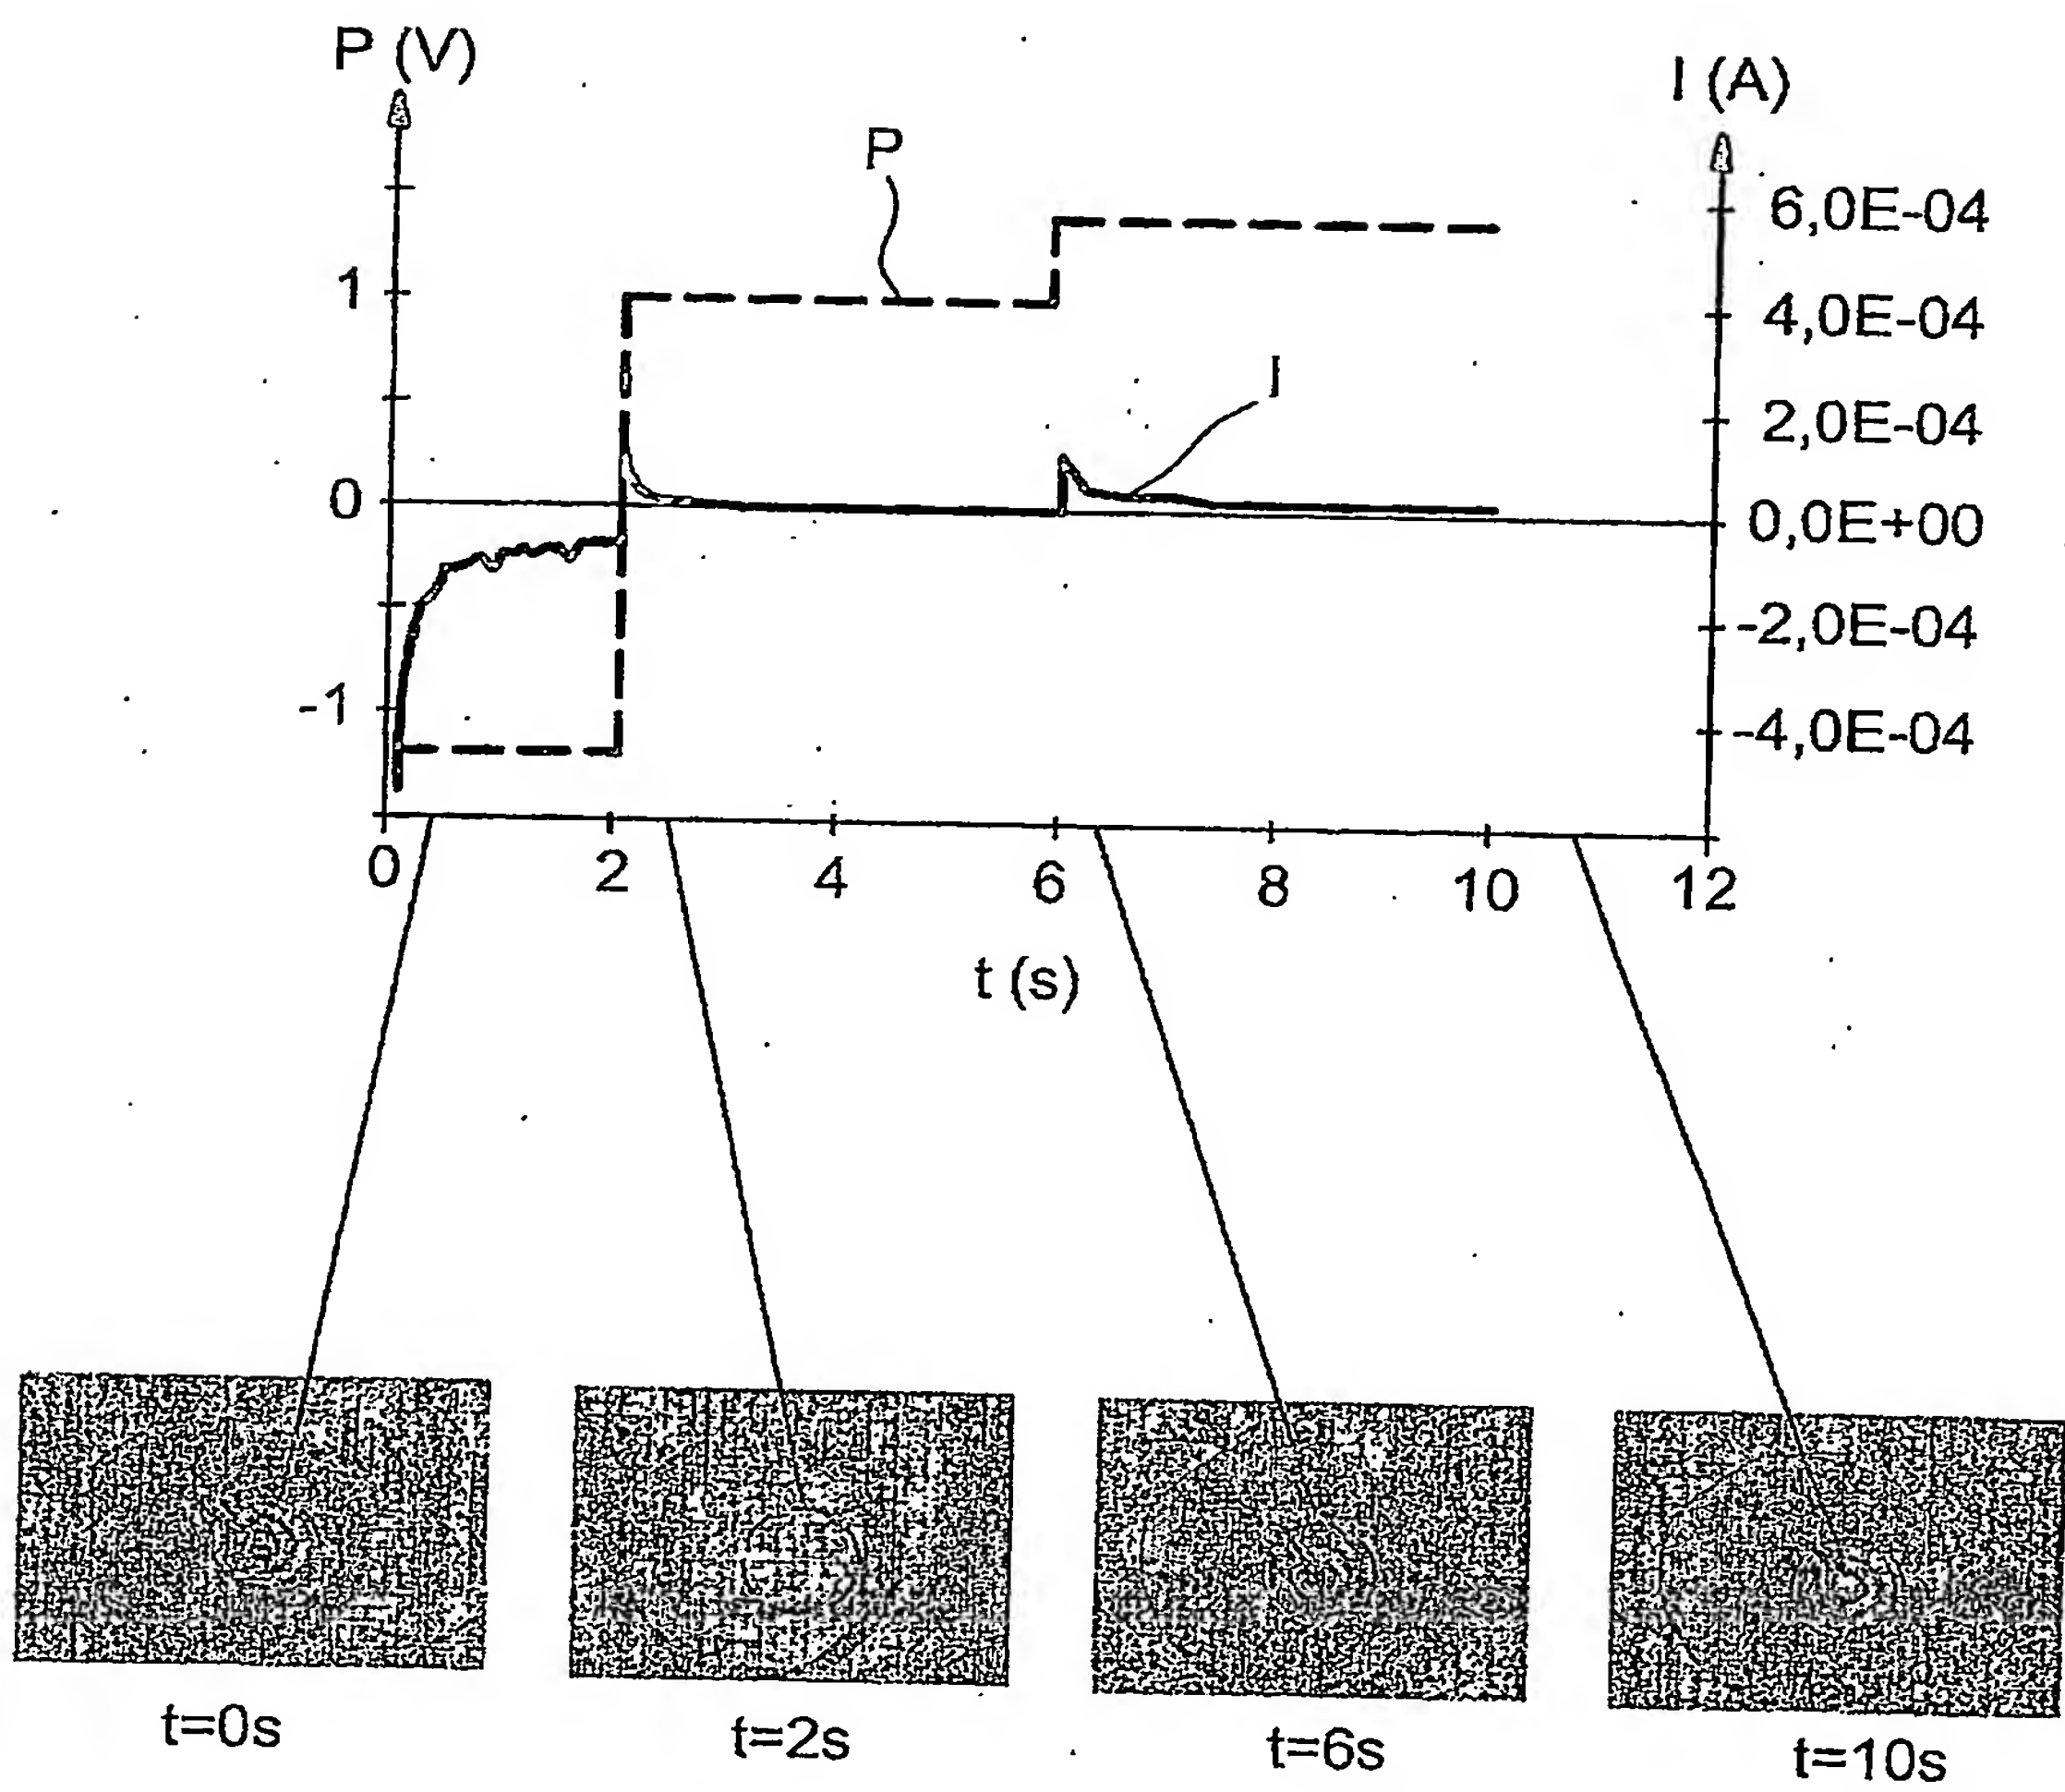 P (V)
I (A)
P
6,0E-04
1
4,0E-04
I
2,0E-04
0
0,0E+00
-2,0E-04
-1
-4,0E-04
0
2
4
6
8
10
12
t (s)
t=0s
t=2s
t=6s
t=10s